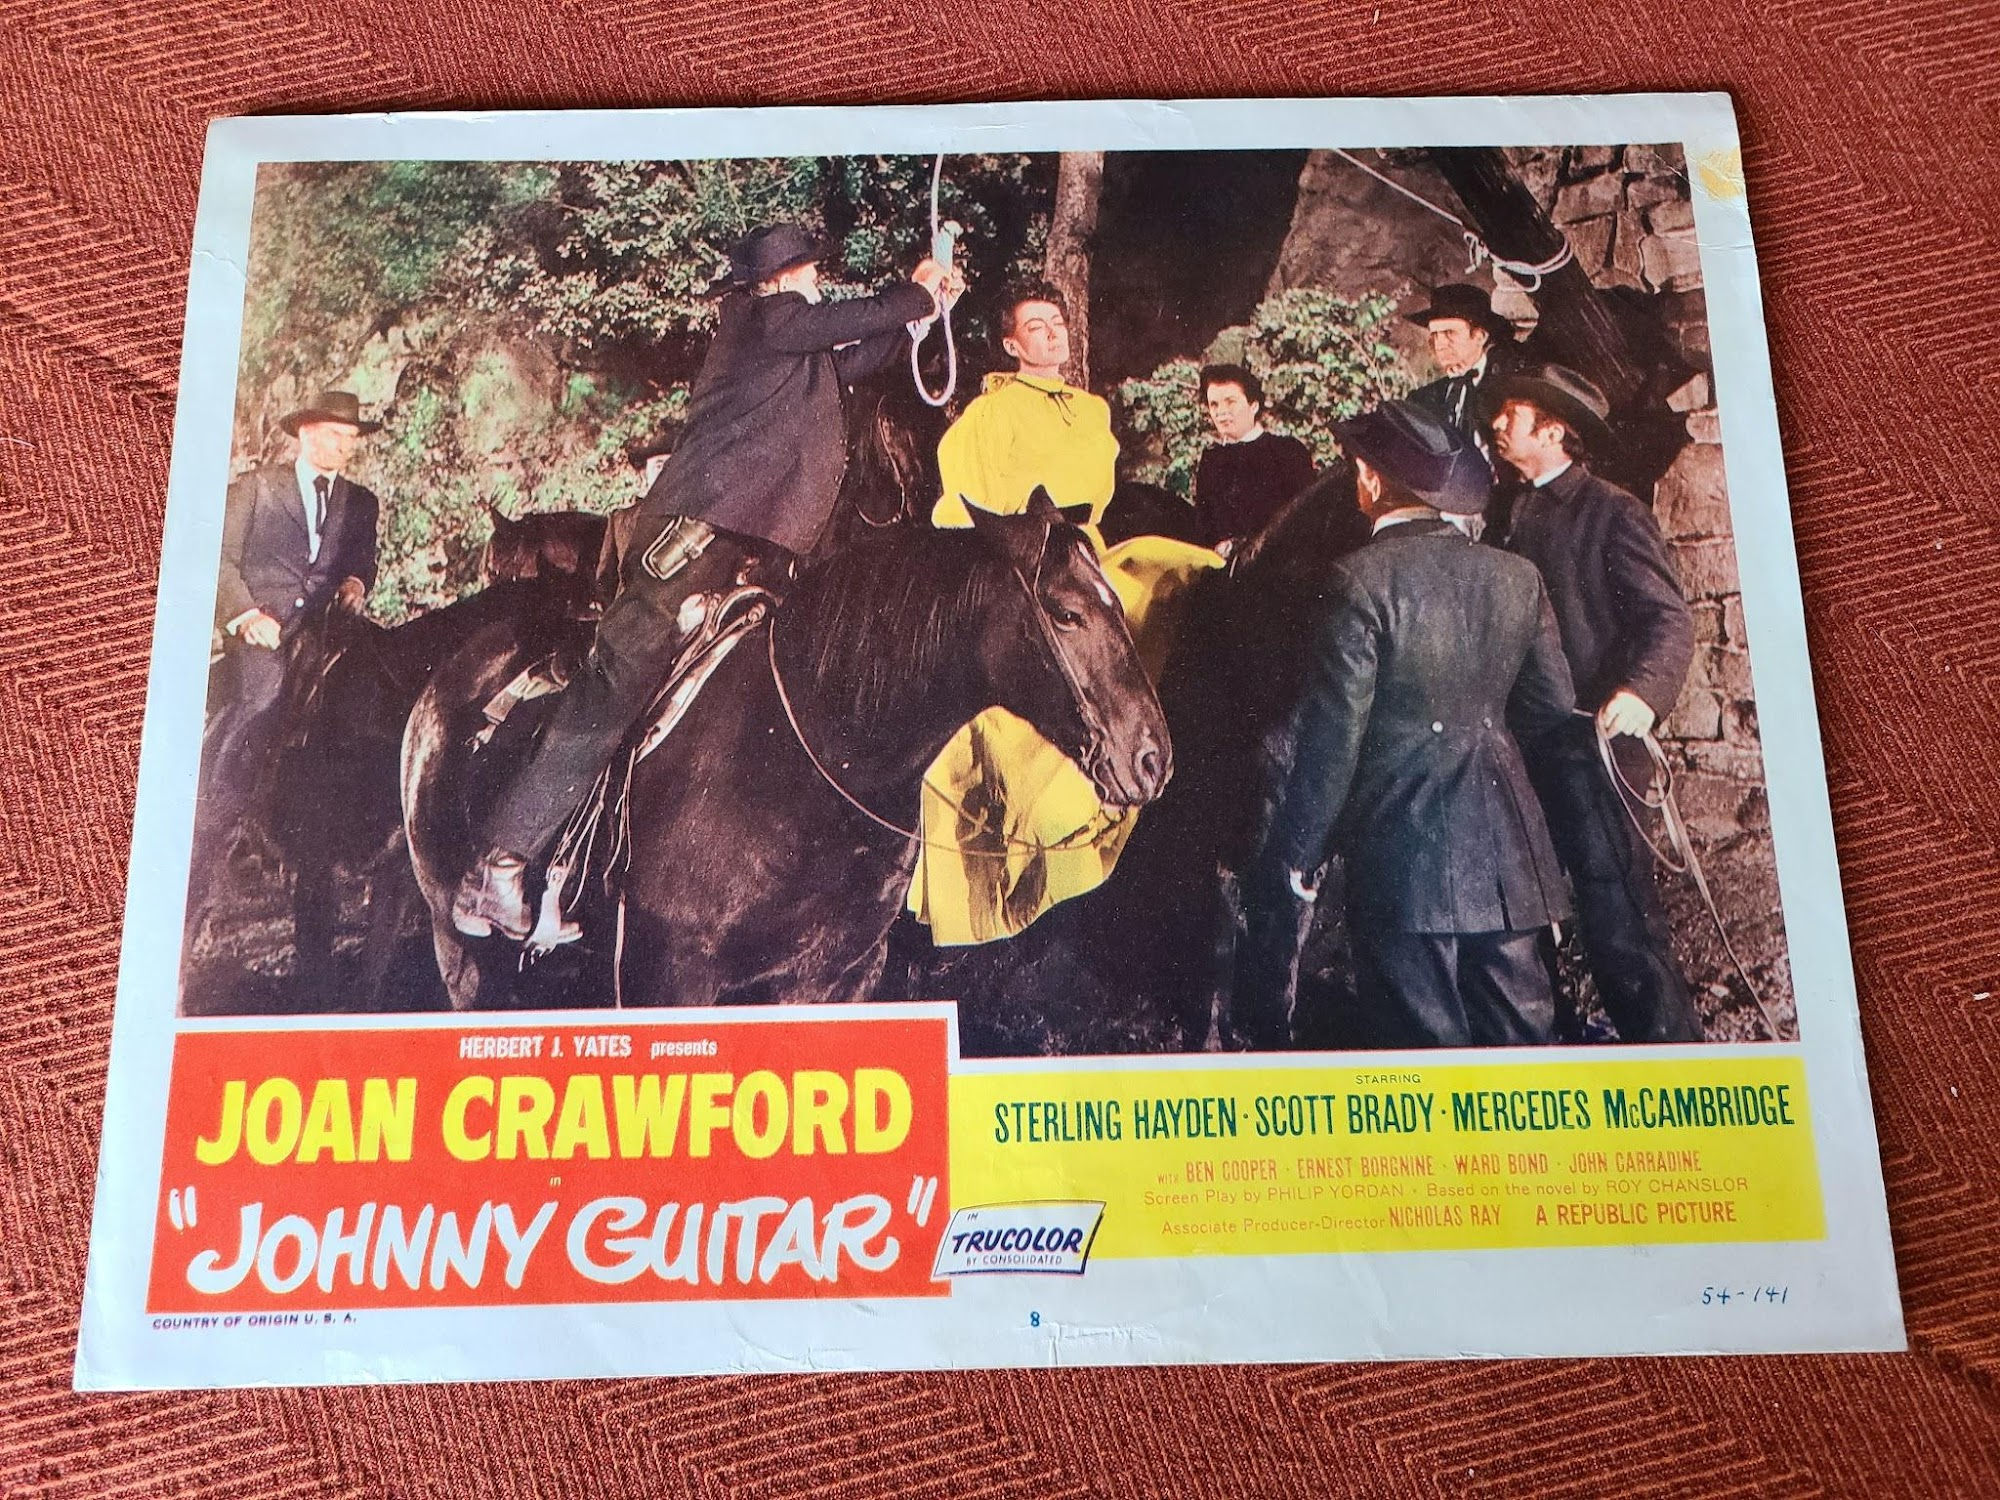 HERBERT J. YATES presents
JOAN CRAWFORD
in
"JOHNNY GUITAR"
COUNTRY OF ORIGIN U. S. A.
STARRING
STERLING HAYDEN · SCOTT BRADY · MERCEDES McCAMBRIDGE
WITH BEN COOPER · ERNEST BORGNINE · WARD BOND · JOHN CARRADINE
Screen Play by PHILIP YORDAN · Based on the novel by ROY CHANSLOR
Associate Producer-Director NICHOLAS RAY A REPUBLIC PICTURE
IN
TRUCOLOR
BY CONSOLIDATED
8
54-141